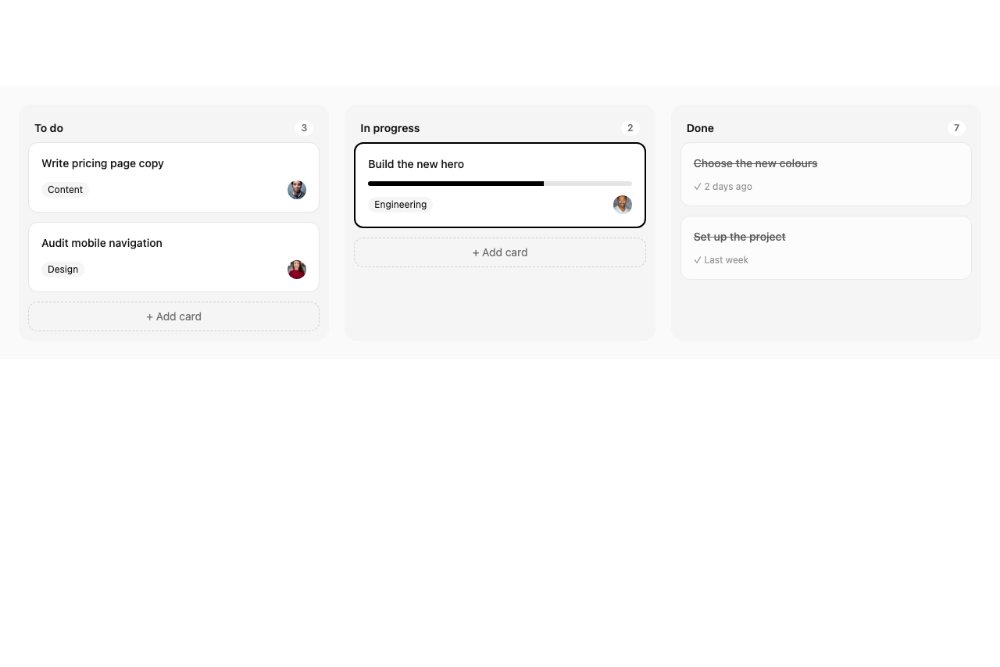 To do
3
Write pricing page copy
Content
Audit mobile navigation
Design
+ Add card
In progress
2
Build the new hero
Engineering
+ Add card
Done
7
Choose the new colours
✓ 2 days ago
Set up the project
✓ Last week